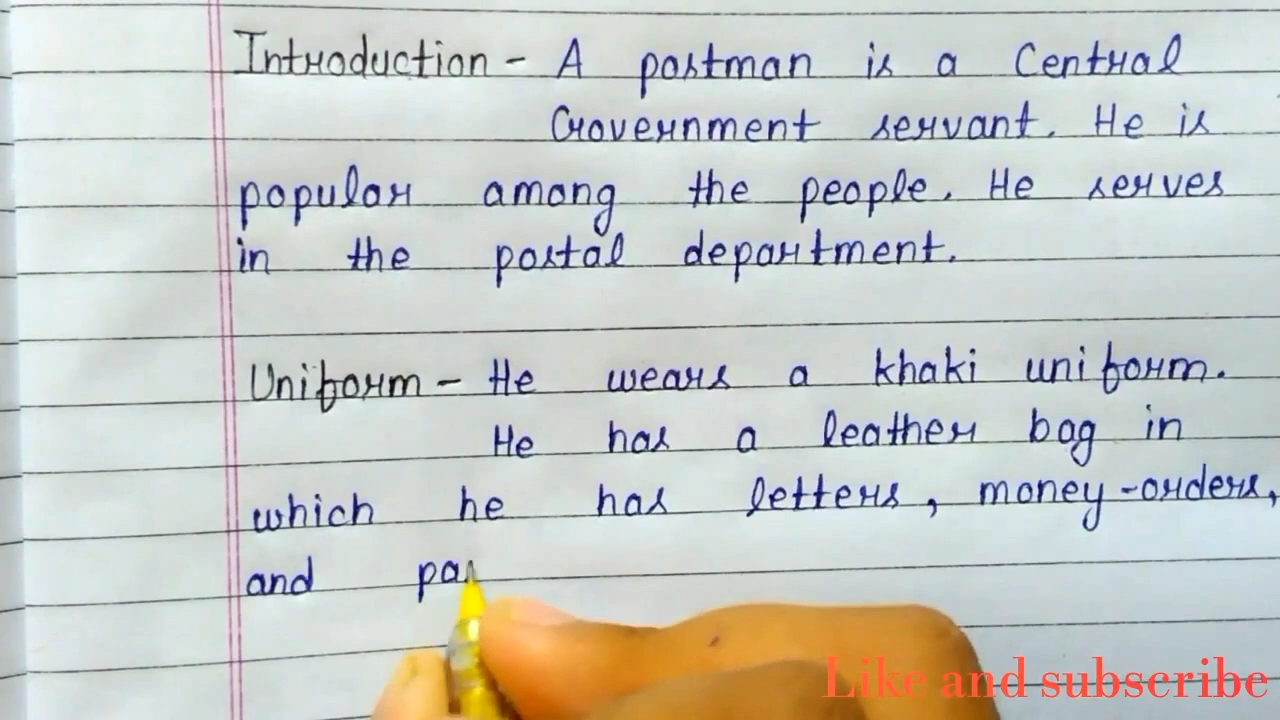 Introduction - A postman is a Central
Government servant. He is
popular among the people. He serves
in the postal department.
Uniform - He wears a khaki uniform.
He has a leather bag in
which he has letters, money-orders,
and pa
Like and subscribe